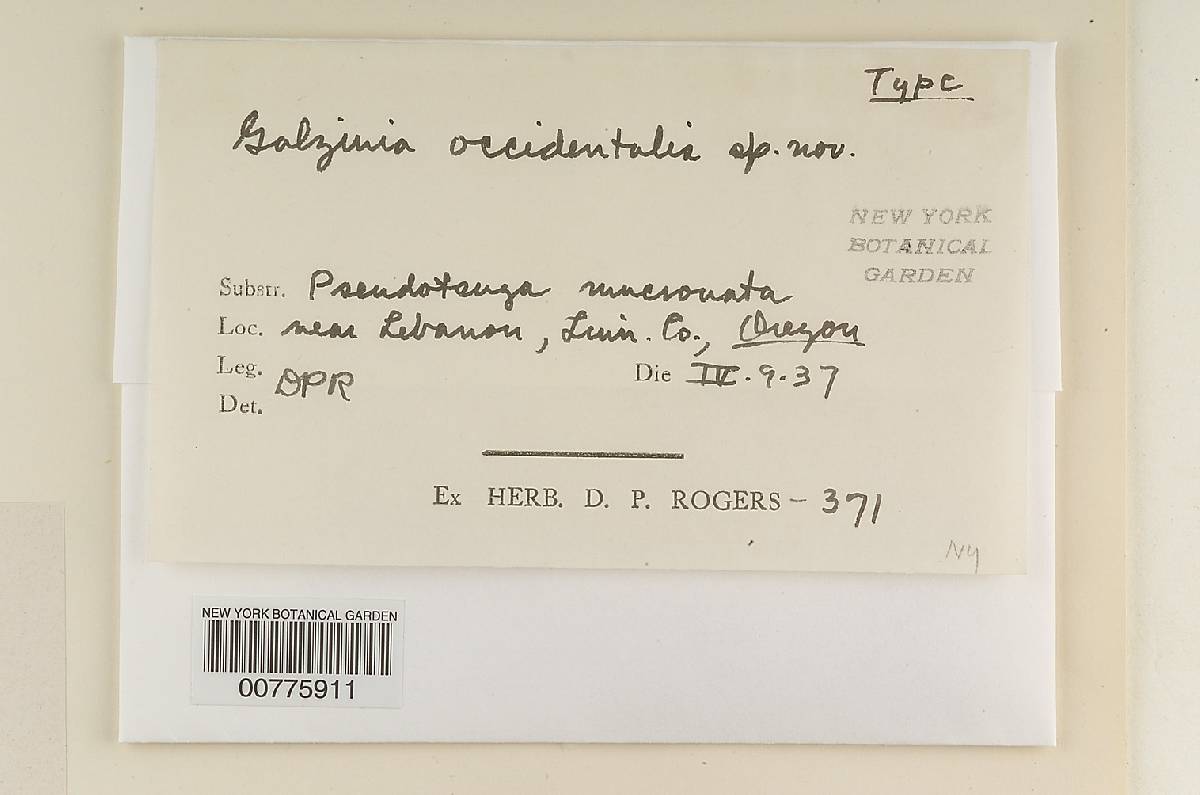 Type
Galzinia occidentalis sp. nov.
NEW YORK
BOTANICAL
GARDEN
Substr. Pseudotsuga mucronata
Loc. near Lebanon, Linn. Co., Oregon
Leg. DPR Die IV.9.37
Det.
Ex HERB. D. P. ROGERS - 371
NY
NEW YORK BOTANICAL GARDEN
00775911